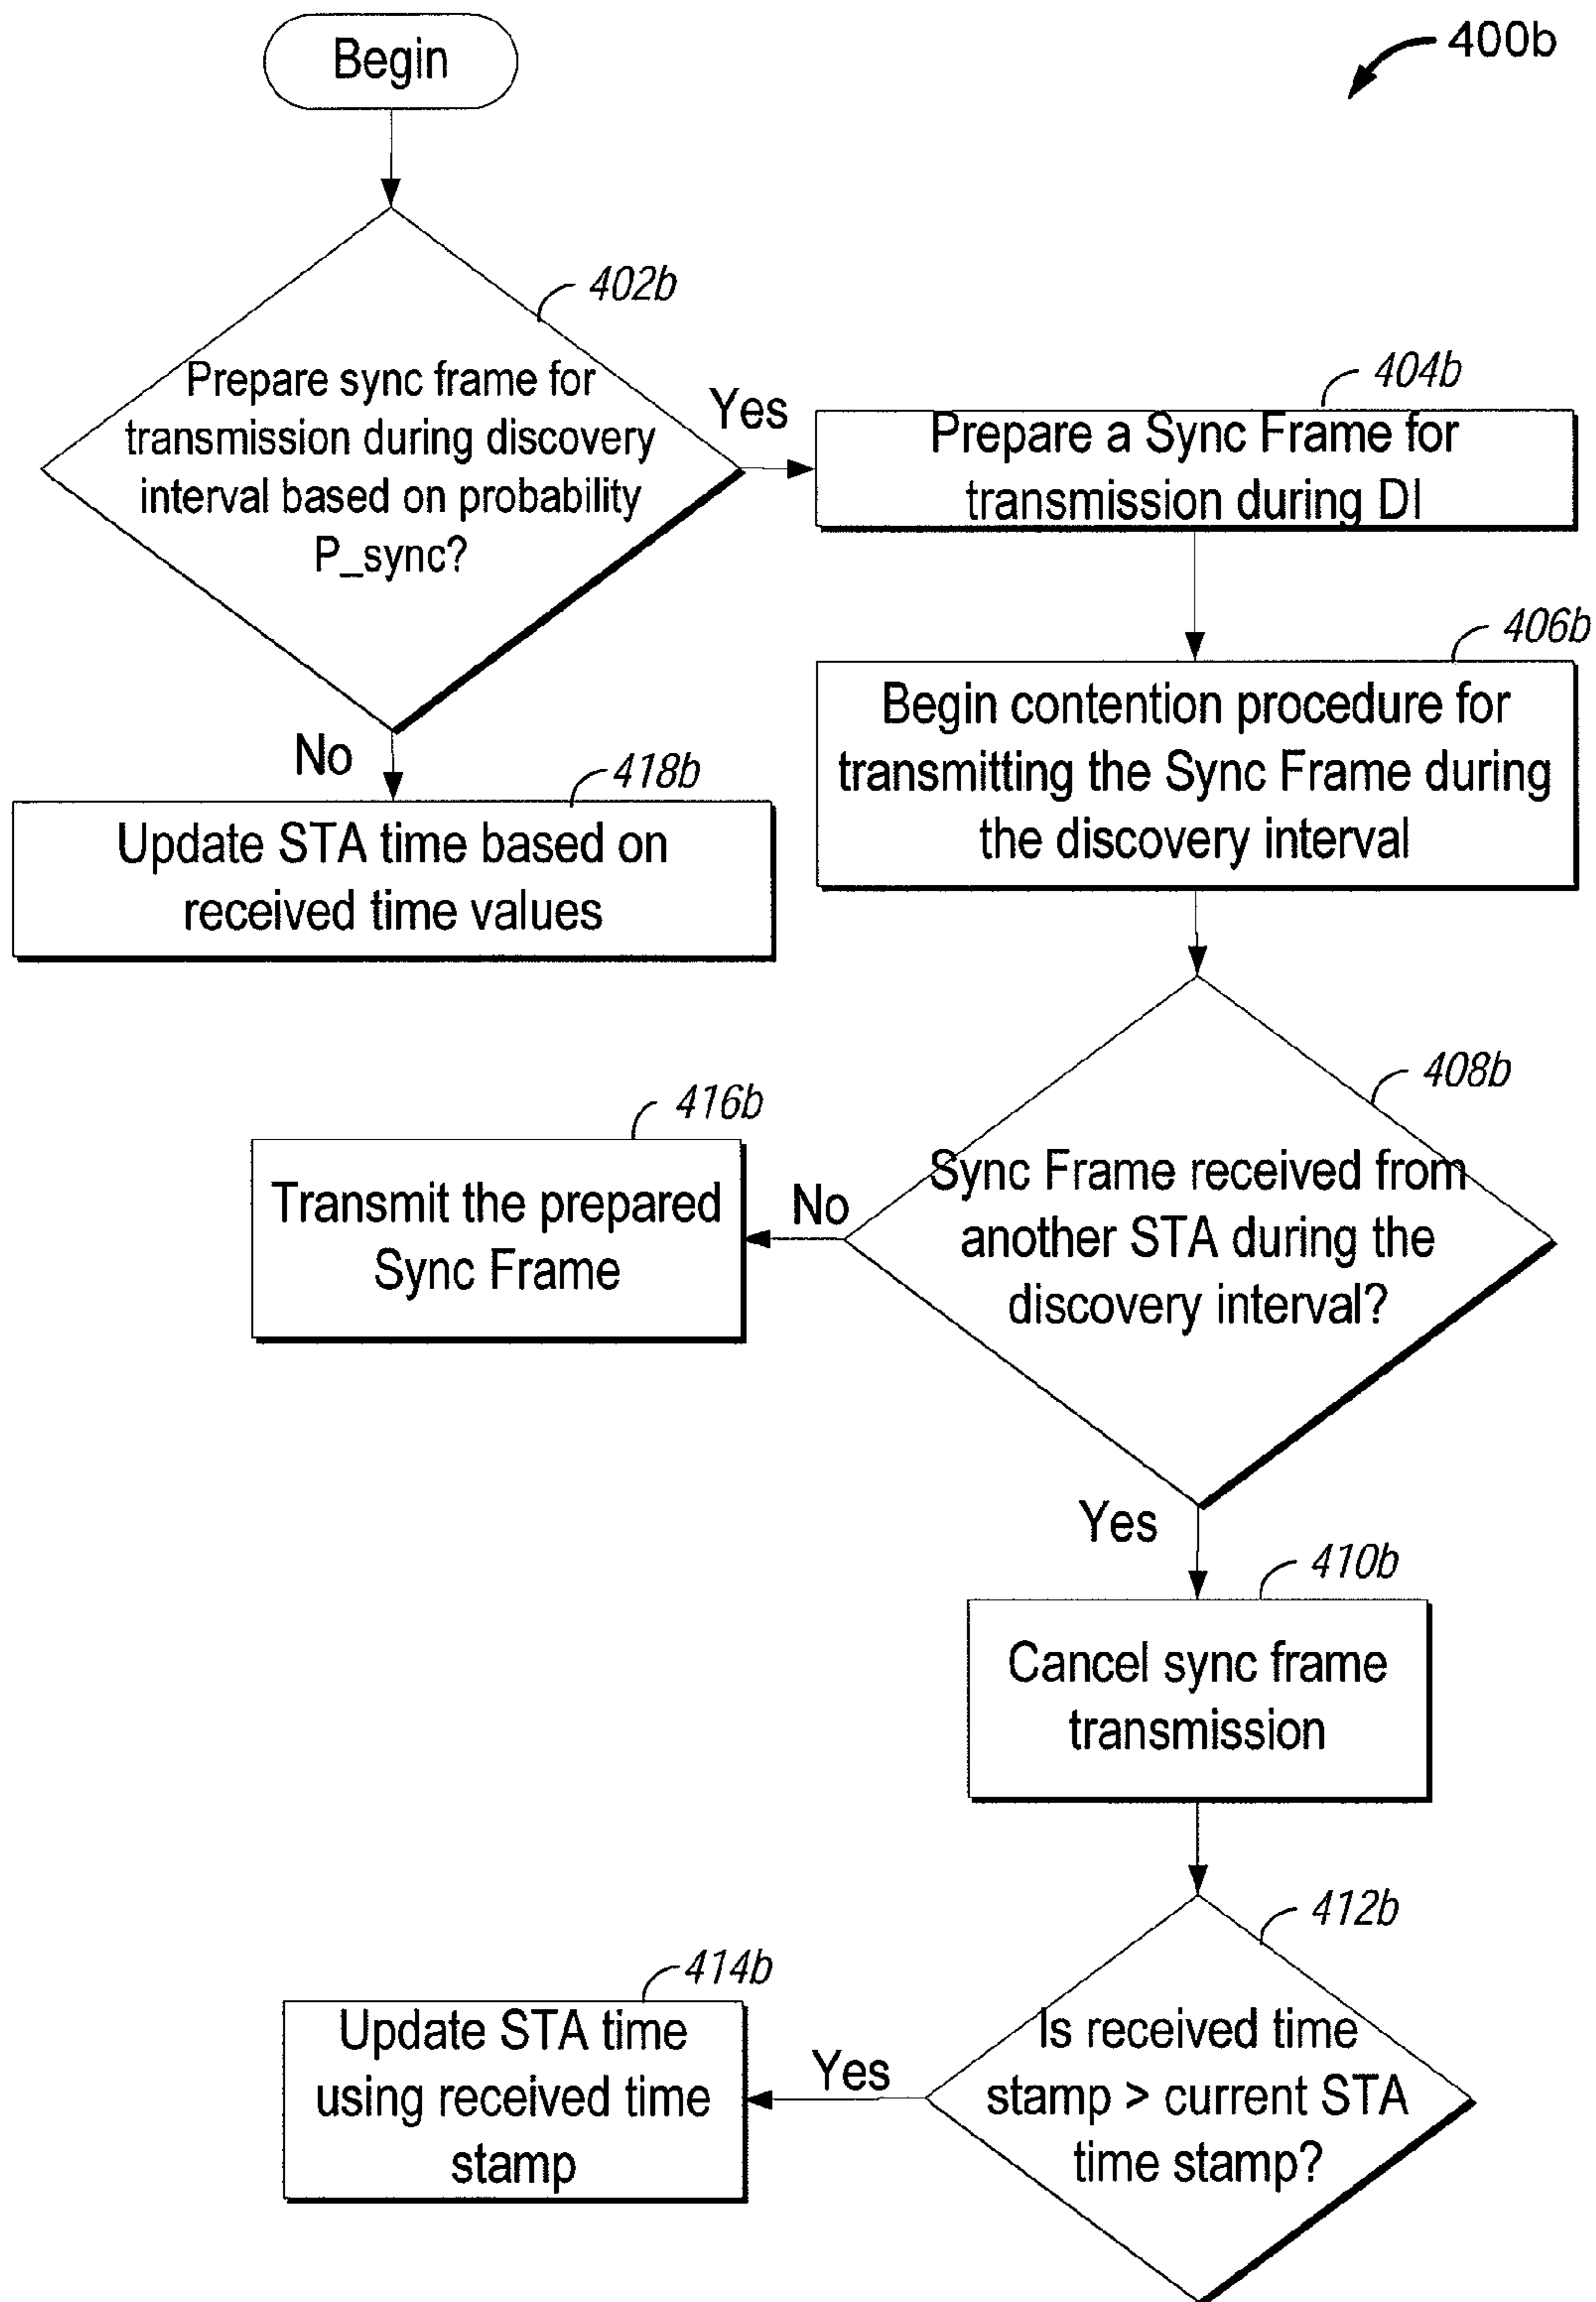 Begin
400b
402b
Prepare sync frame for
transmission during discovery
interval based on probability
P_sync?
Yes
404b
Prepare a Sync Frame for
transmission during DI
406b
Begin contention procedure for
transmitting the Sync Frame during
the discovery interval
No
418b
Update STA time based on
received time values
408b
Sync Frame received from
another STA during the
discovery interval?
No
416b
Transmit the prepared
Sync Frame
Yes
410b
Cancel sync frame
transmission
412b
Is received time
stamp > current STA
time stamp?
Yes
414b
Update STA time
using received time
stamp